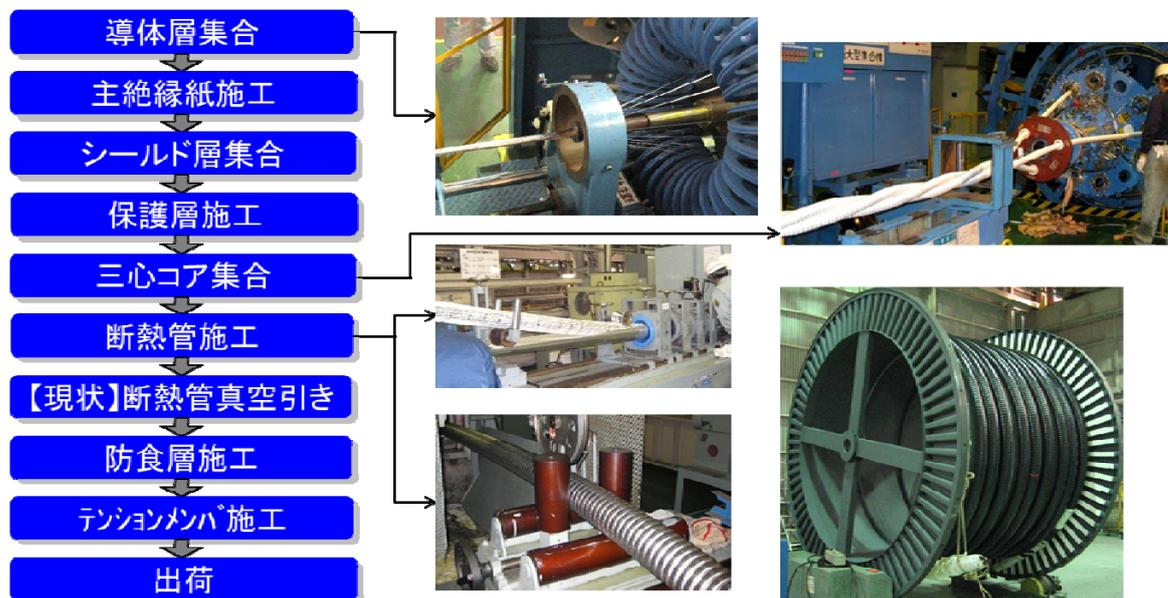 導体層集合
主絶縁紙施工
シールド層集合
保護層施工
三心コア集合
断熱管施工
【現状】断熱管真空引き
防食層施工
ﾃﾝｼｮﾝﾒﾝﾊﾞ施工
出荷
大型集合機